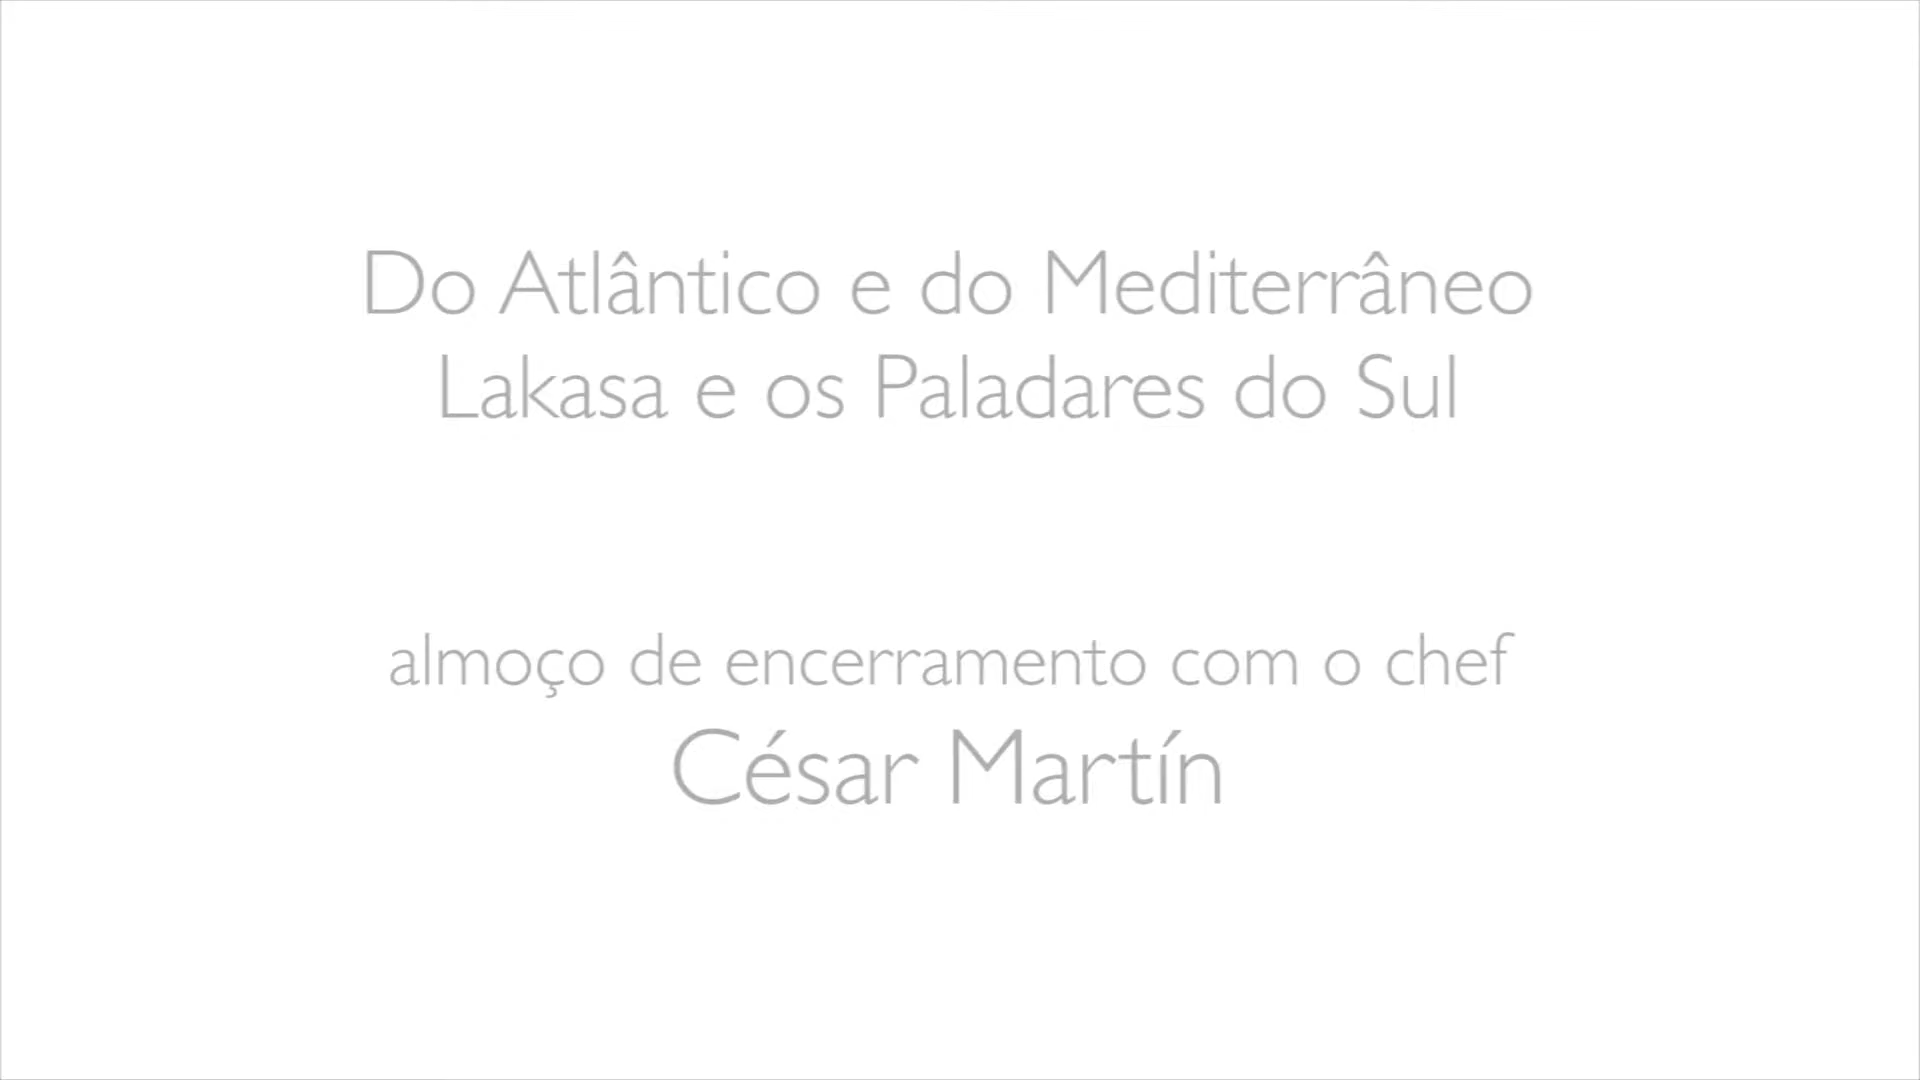 Do Atlântico e do Mediterrâneo
Lakasa e os Paladares do Sul
almoço de encerramento com o chef
César Martín